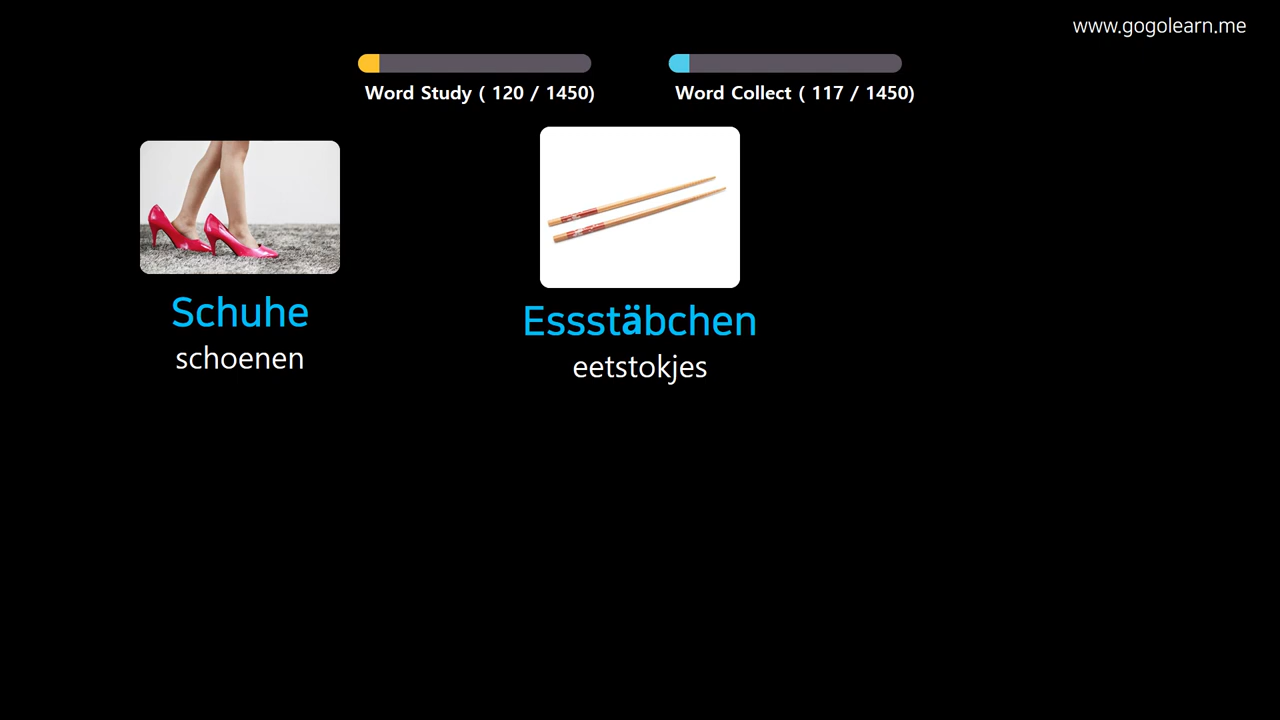 www.gogolearn.me
Word Study ( 120 / 1450)
Word Collect ( 117 / 1450)
Schuhe
schoenen
Essstäbchen
eetstokjes